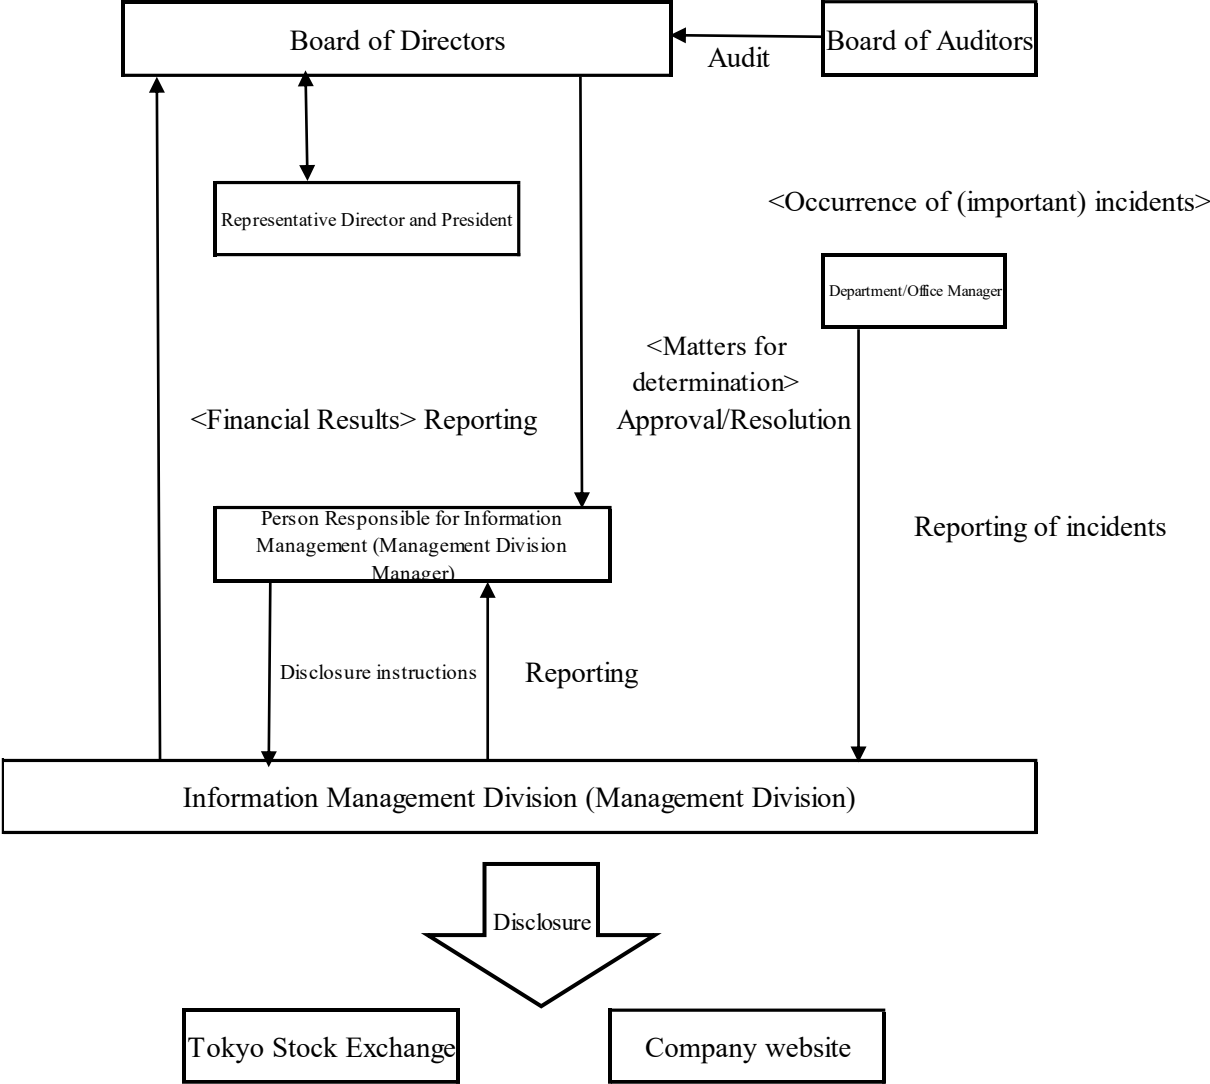 Board of Directors
Board of Auditors
Audit
<Occurrence of (important) incidents>
Representative Director and President
Department/Office Manager
<Matters for
determination>
<Financial Results> Reporting
Approval/Resolution
Person Responsible for Information
Management (Management Division
Manager)
Reporting of incidents
Disclosure instructions
Reporting
Information Management Division (Management Division)
Disclosure
Tokyo Stock Exchange
Company website